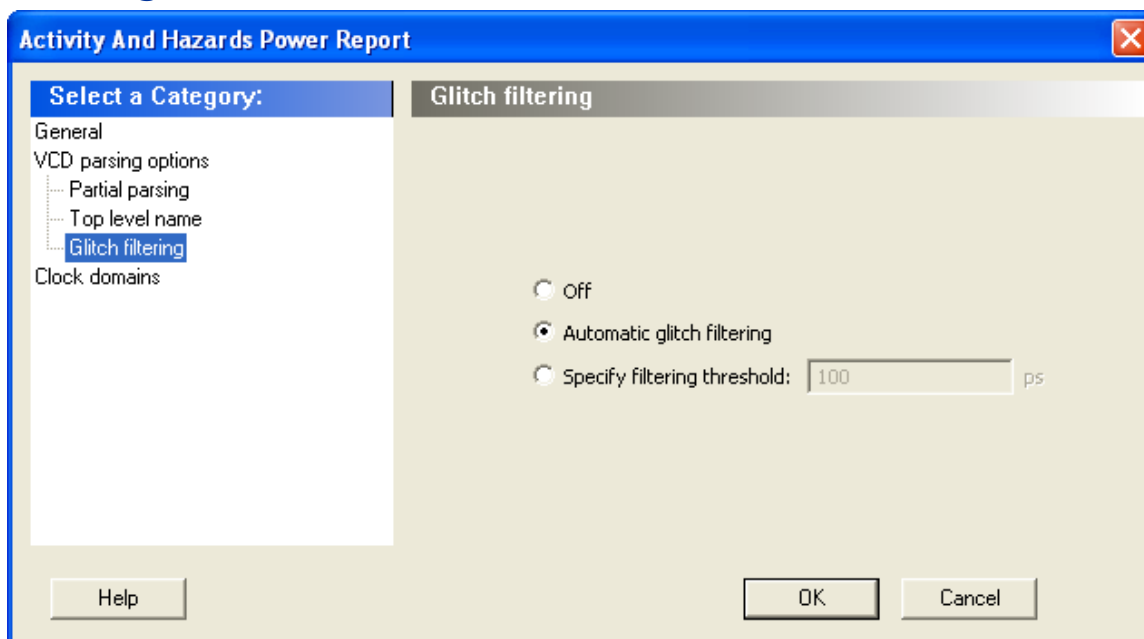 Activity And Hazards Power Report
Select a Category:
General
VCD parsing options
Partial parsing
Top level name
Glitch filtering
Clock domains
Glitch filtering
Off
Automatic glitch filtering
Specify filtering threshold: 100 ps
Help
OK
Cancel